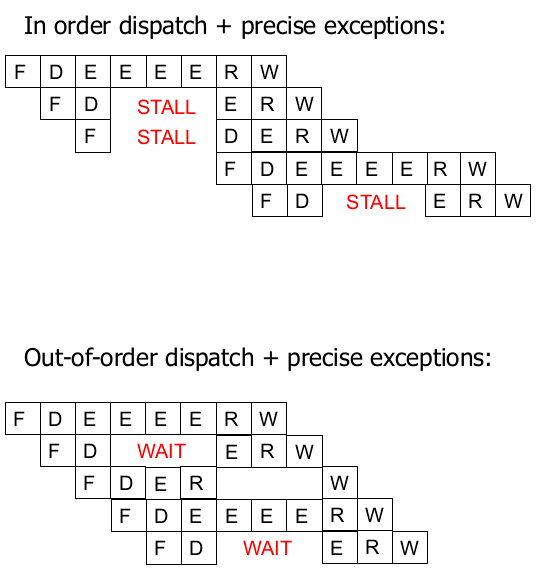 In order dispatch + precise exceptions:
F D E E E E R W
F D STALL E R W
F STALL D E R W
F D E E E E R W
F D STALL E R W
Out-of-order dispatch + precise exceptions:
F D E E E E R W
F D WAIT E R W
F D E R W
F D E E E E R W
F D WAIT E R W